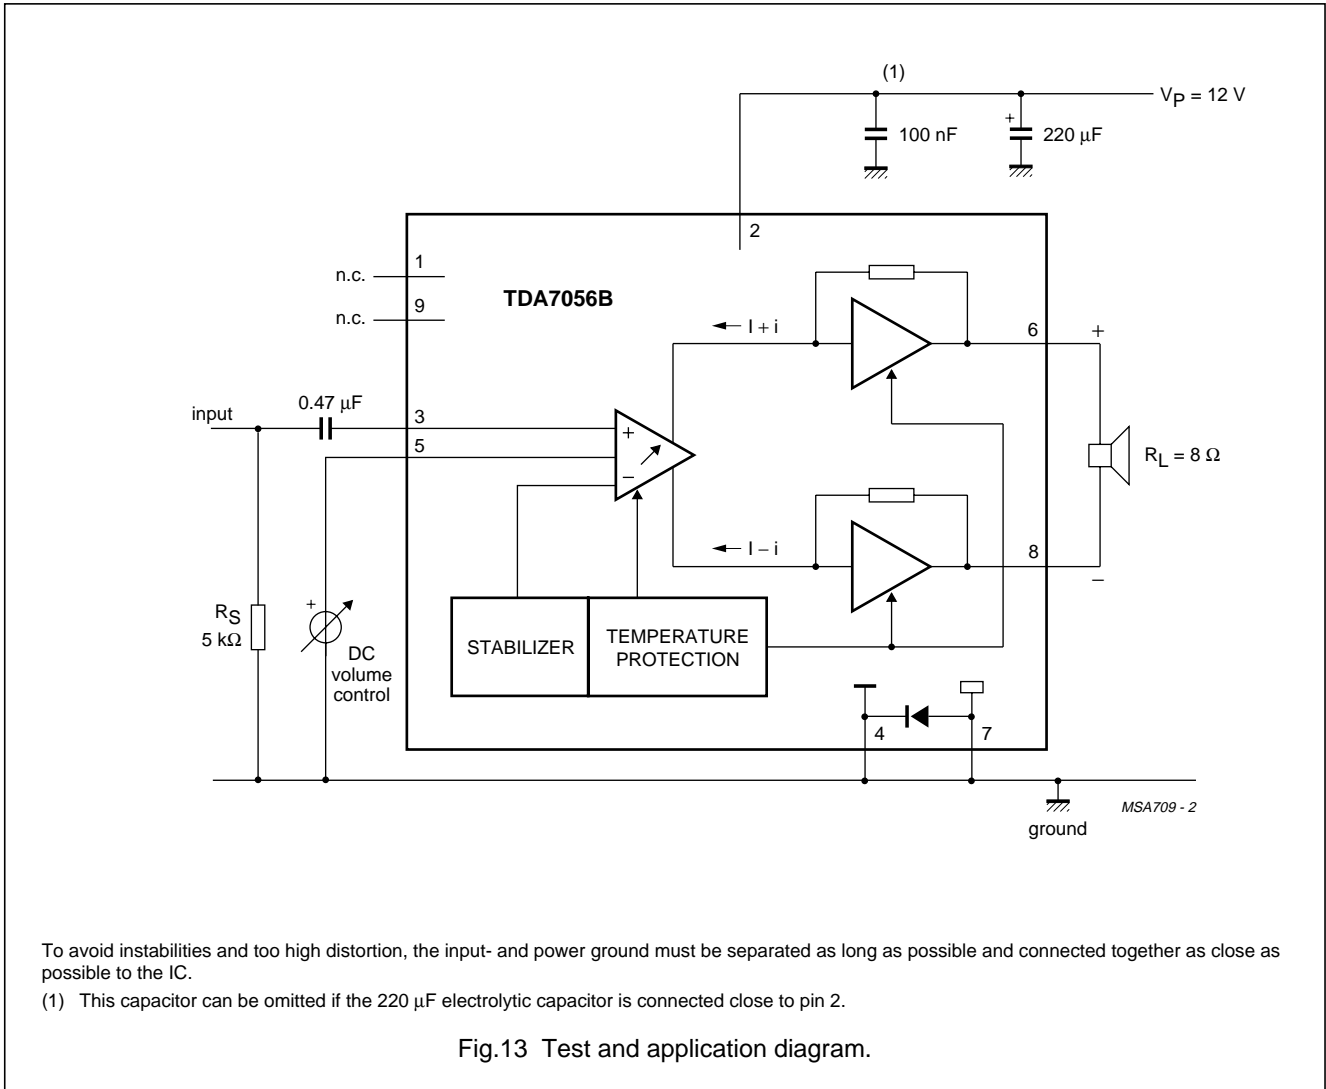 (1)
VP = 12 V
+
100 nF
220 μF
2
1
n.c.
TDA7056B
9
n.c.
I + i
6
+
0.47 μF
input
3
+
5
RL = 8 Ω
−
I − i
8
−
RS
5 kΩ
+
DC
volume
control
STABILIZER
TEMPERATURE
PROTECTION
4
7
MSA709 - 2
ground
To avoid instabilities and too high distortion, the input- and power ground must be separated as long as possible and connected together as close as
possible to the IC.
(1) This capacitor can be omitted if the 220 μF electrolytic capacitor is connected close to pin 2.
Fig.13 Test and application diagram.